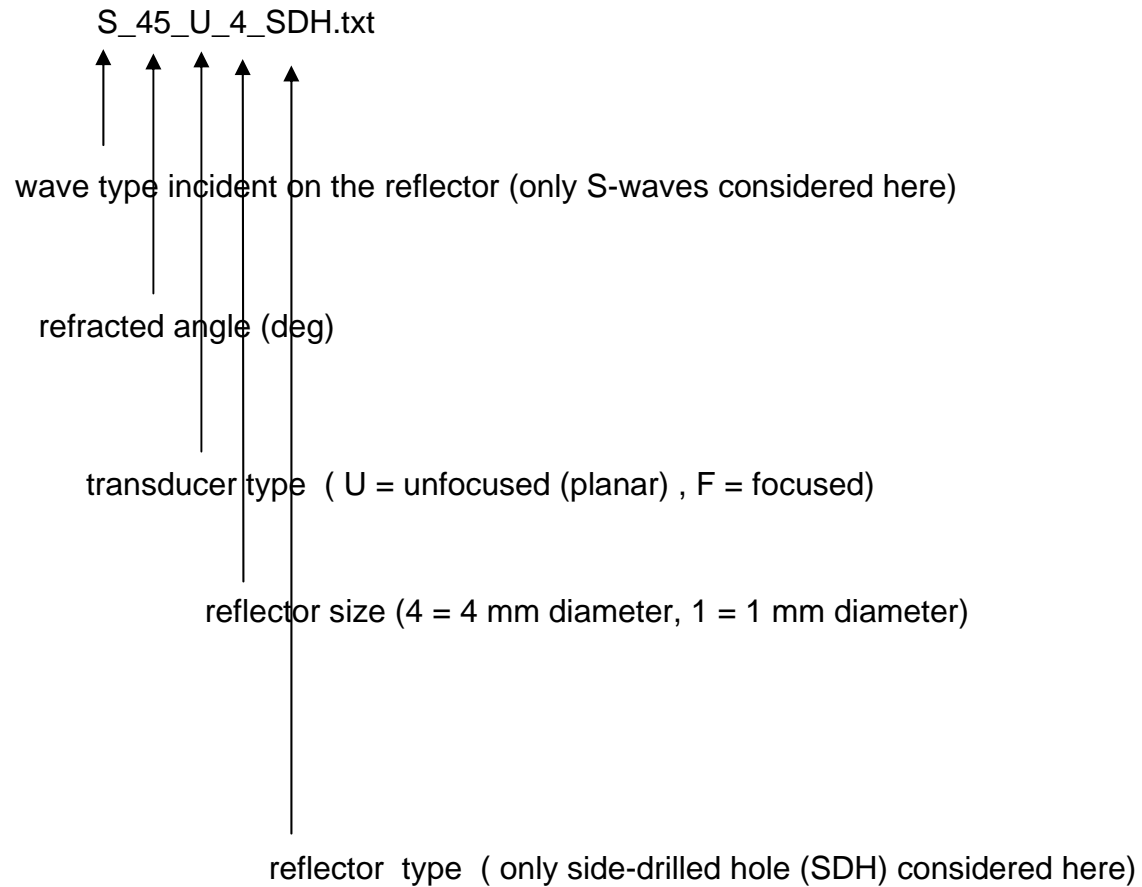 S_45_U_4_SDH.txt
wave type incident on the reflector (only S-waves considered here)
refracted angle (deg)
transducer type ( U = unfocused (planar) , F = focused)
reflector size (4 = 4 mm diameter, 1 = 1 mm diameter)
reflector type ( only side-drilled hole (SDH) considered here)